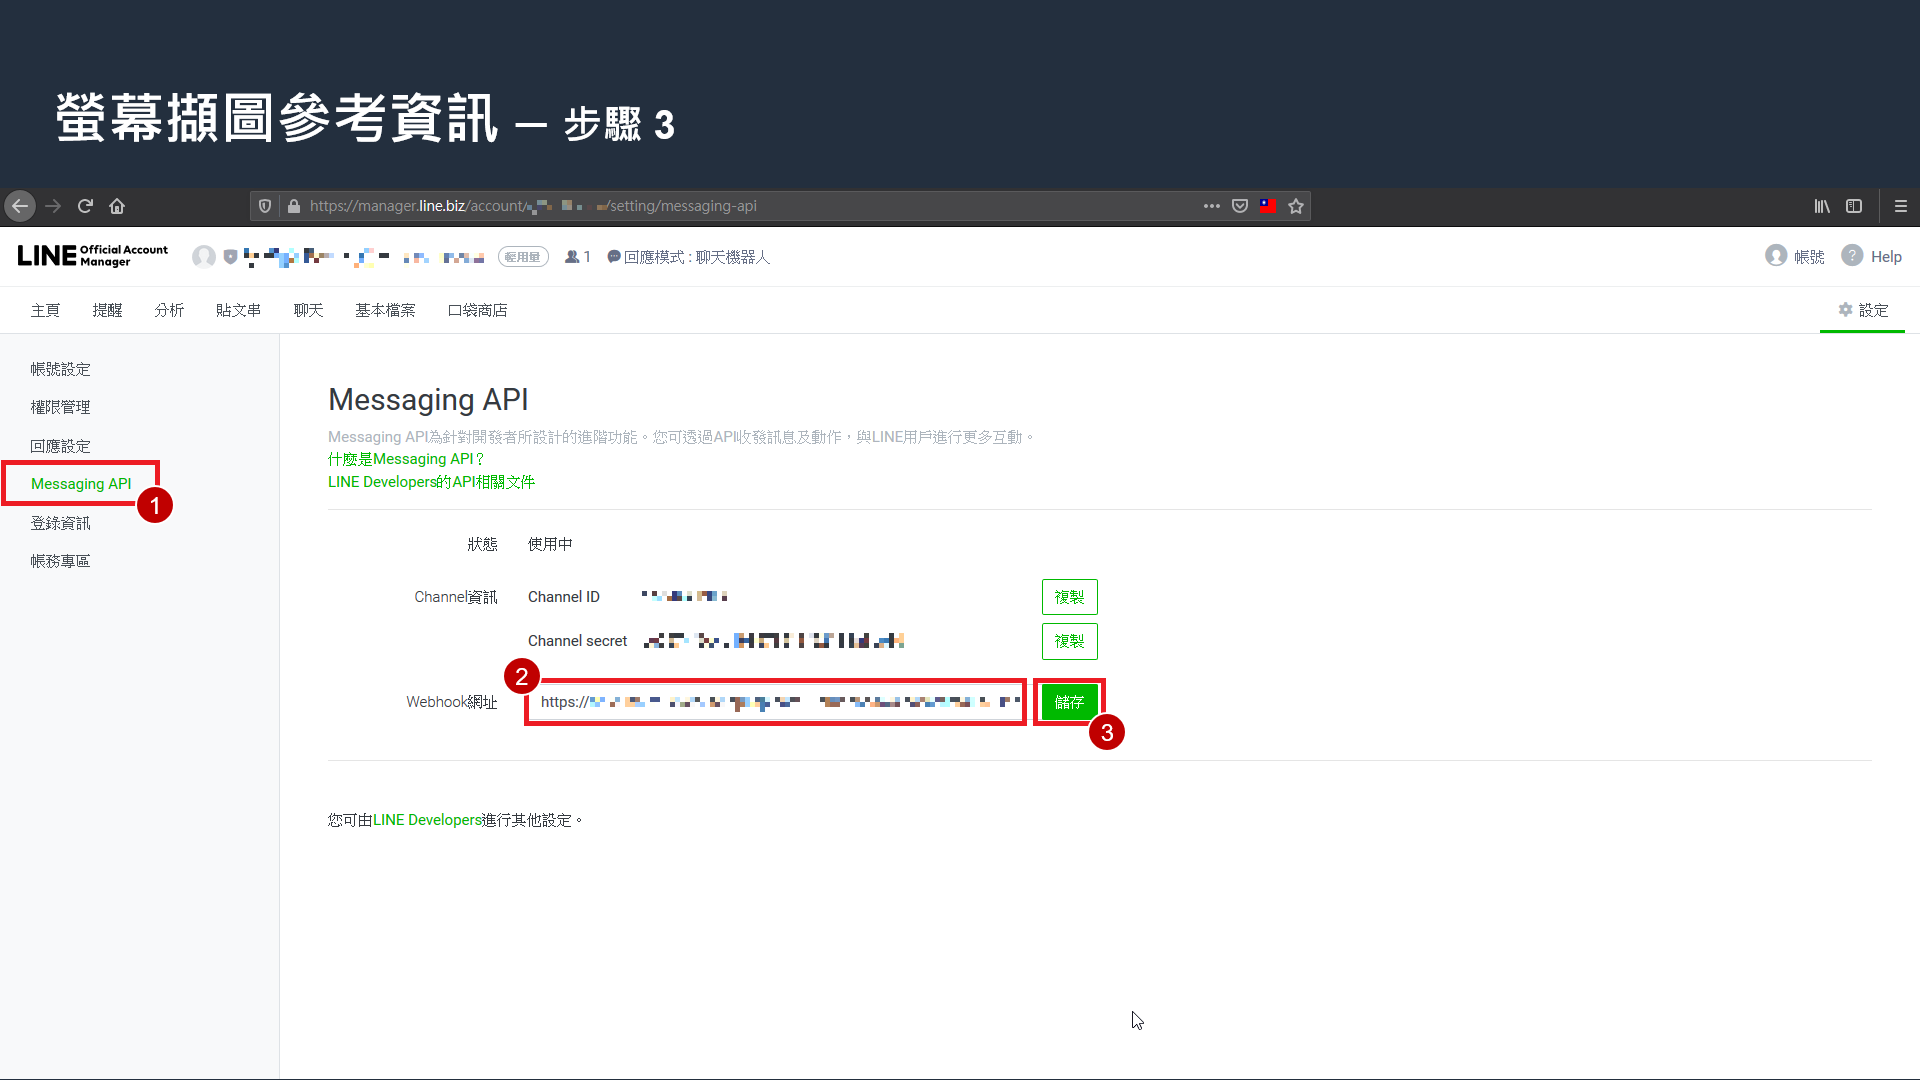 螢幕擷圖參考資訊 — 步驟 3
https://manager.line.biz/account/ /setting/messaging-api
LINE Official Account Manager 輕用量 1 回應模式 : 聊天機器人 帳號 ? Help
主頁 提醒 分析 貼文串 聊天 基本檔案 口袋商店 設定
帳號設定
權限管理
回應設定
Messaging API
1
登錄資訊
帳務專區
Messaging API
Messaging API為針對開發者所設計的進階功能。您可透過API收發訊息及動作，與LINE用戶進行更多互動。
什麼是Messaging API？
LINE Developers的API相關文件
狀態 使用中
Channel資訊 Channel ID 複製
Channel secret 複製
2
Webhook網址 https:// 儲存
3
您可由LINE Developers進行其他設定。